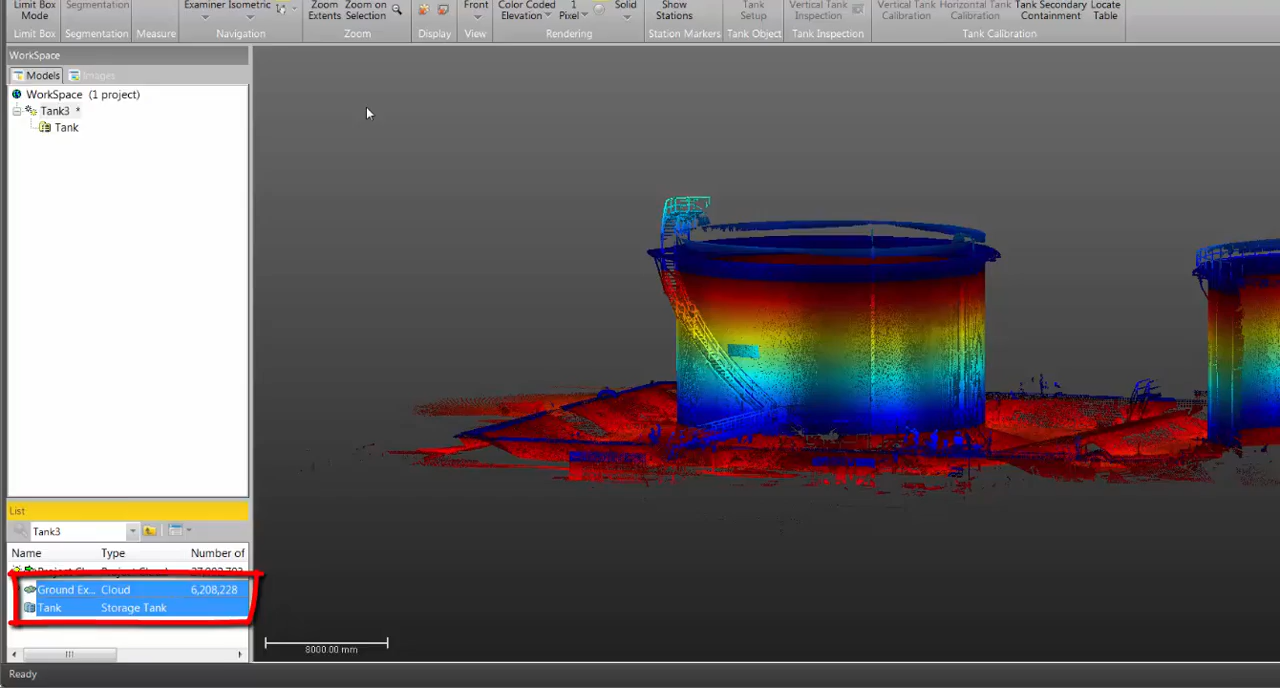 Examiner Isometric
Zoom Extents
Zoom on Selection
Front
Color Coded Elevation
1 Pixel
Solid
Show Stations
Tank Setup
Vertical Tank Inspection
Vertical Tank Calibration
Horizontal Tank Calibration
Tank Secondary Containment
Locate Table
Limit Box Mode
Segmentation
Limit Box
Segmentation
Measure
Navigation
Zoom
Display
View
Rendering
Station Markers
Tank Object
Tank Inspection
Tank Calibration
WorkSpace
Models
Images
WorkSpace (1 project)
Tank3 *
Tank
List
Tank3
Name Type Number of
Ground Ex... Cloud 6,208,228
Tank Storage Tank
8000.00 mm
Ready